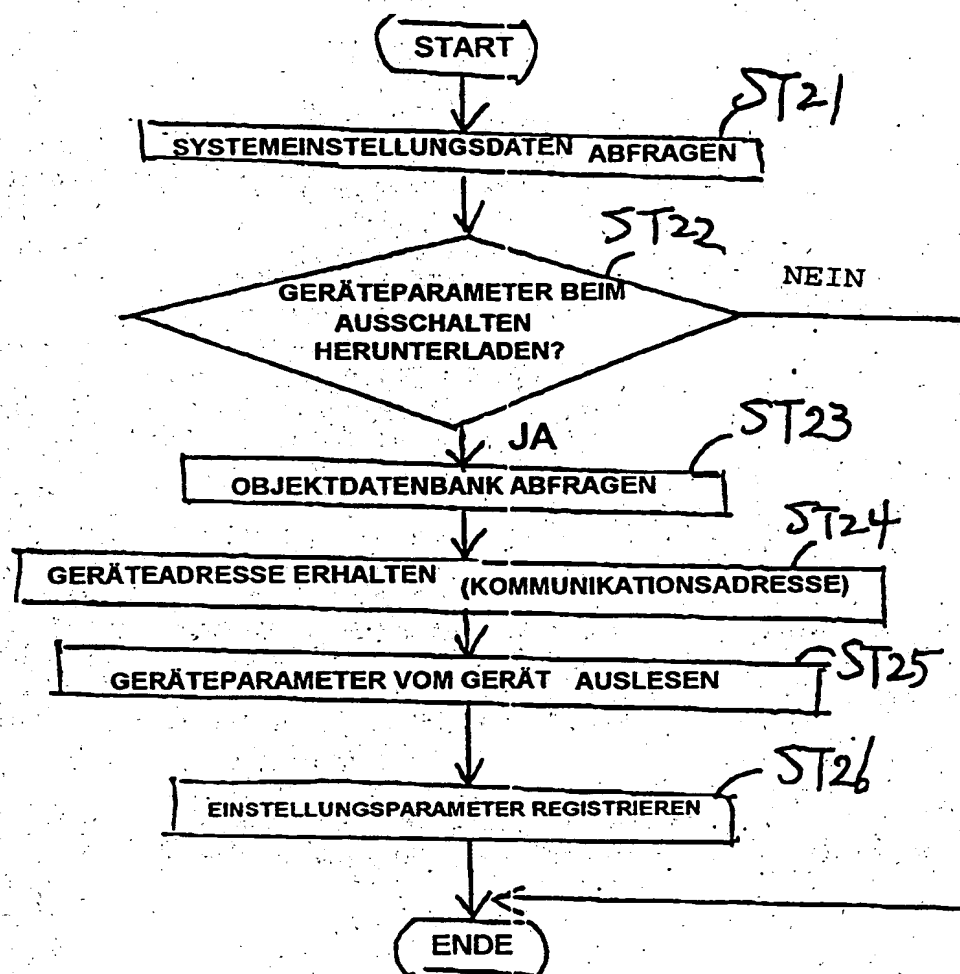 START
ST21
SYSTEMEINSTELLUNGSDATEN ABFRAGEN
ST22
NEIN
GERÄTEPARAMETER BEIM
AUSSCHALTEN
HERUNTERLADEN?
JA
ST23
OBJEKTDATENBANK ABFRAGEN
ST24
GERÄTEADRESSE ERHALTEN (KOMMUNIKATIONSADRESSE)
ST25
GERÄTEPARAMETER VOM GERÄT AUSLESEN
ST26
EINSTELLUNGSPARAMETER REGISTRIEREN
ENDE